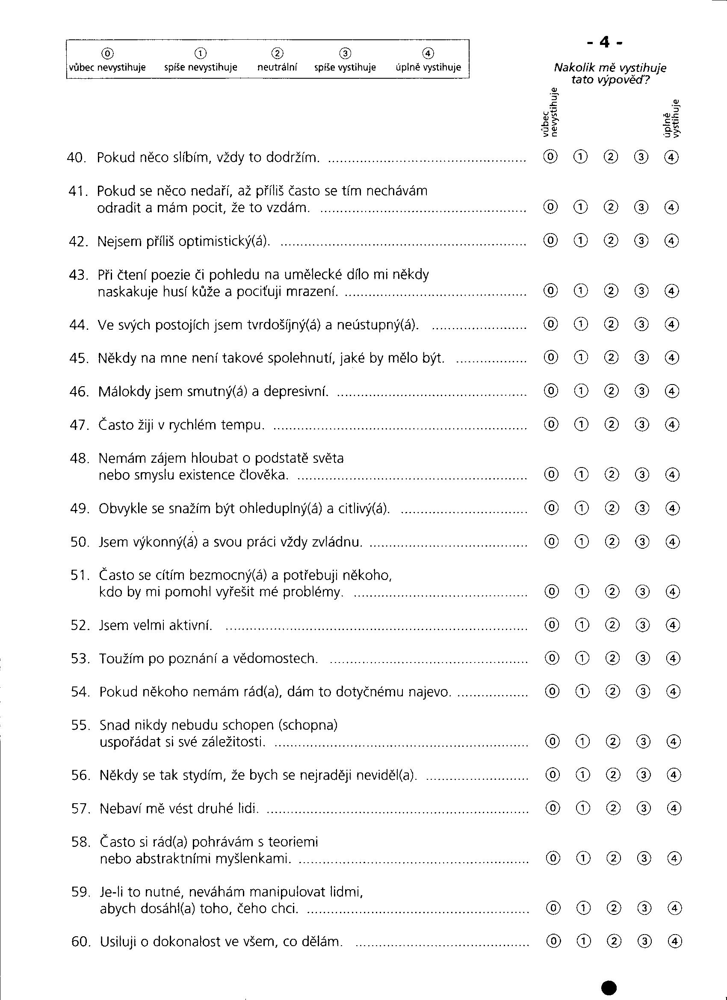 - 4 -
⓪ ① ② ③ ④
vůbec nevystihuje spíše nevystihuje neutrální spíše vystihuje úplně vystihuje
Nakolik mě vystihuje
tato výpověď?
vůbec
nevystihuje
úplně
vystihuje
40. Pokud něco slíbím, vždy to dodržím. ⓪ ① ② ③ ④
41. Pokud se něco nedaří, až příliš často se tím nechávám
odradit a mám pocit, že to vzdám. ⓪ ① ② ③ ④
42. Nejsem příliš optimistický(á). ⓪ ① ② ③ ④
43. Při čtení poezie či pohledu na umělecké dílo mi někdy
naskakuje husí kůže a pociťuji mrazení. ⓪ ① ② ③ ④
44. Ve svých postojích jsem tvrdošíjný(á) a neústupný(á). ⓪ ① ② ③ ④
45. Někdy na mne není takové spolehnutí, jaké by mělo být. ⓪ ① ② ③ ④
46. Málokdy jsem smutný(á) a depresivní. ⓪ ① ② ③ ④
47. Často žiji v rychlém tempu. ⓪ ① ② ③ ④
48. Nemám zájem hloubat o podstatě světa
nebo smyslu existence člověka. ⓪ ① ② ③ ④
49. Obvykle se snažím být ohleduplný(á) a citlivý(á). ⓪ ① ② ③ ④
50. Jsem výkonný(á) a svou práci vždy zvládnu. ⓪ ① ② ③ ④
51. Často se cítím bezmocný(á) a potřebuji někoho,
kdo by mi pomohl vyřešit mé problémy. ⓪ ① ② ③ ④
52. Jsem velmi aktivní. ⓪ ① ② ③ ④
53. Toužím po poznání a vědomostech. ⓪ ① ② ③ ④
54. Pokud někoho nemám rád(a), dám to dotyčnému najevo. ⓪ ① ② ③ ④
55. Snad nikdy nebudu schopen (schopna)
uspořádat si své záležitosti. ⓪ ① ② ③ ④
56. Někdy se tak stydím, že bych se nejraději neviděl(a). ⓪ ① ② ③ ④
57. Nebaví mě vést druhé lidi. ⓪ ① ② ③ ④
58. Často si rád(a) pohrávám s teoriemi
nebo abstraktními myšlenkami. ⓪ ① ② ③ ④
59. Je-li to nutné, neváhám manipulovat lidmi,
abych dosáhl(a) toho, čeho chci. ⓪ ① ② ③ ④
60. Usiluji o dokonalost ve všem, co dělám. ⓪ ① ② ③ ④